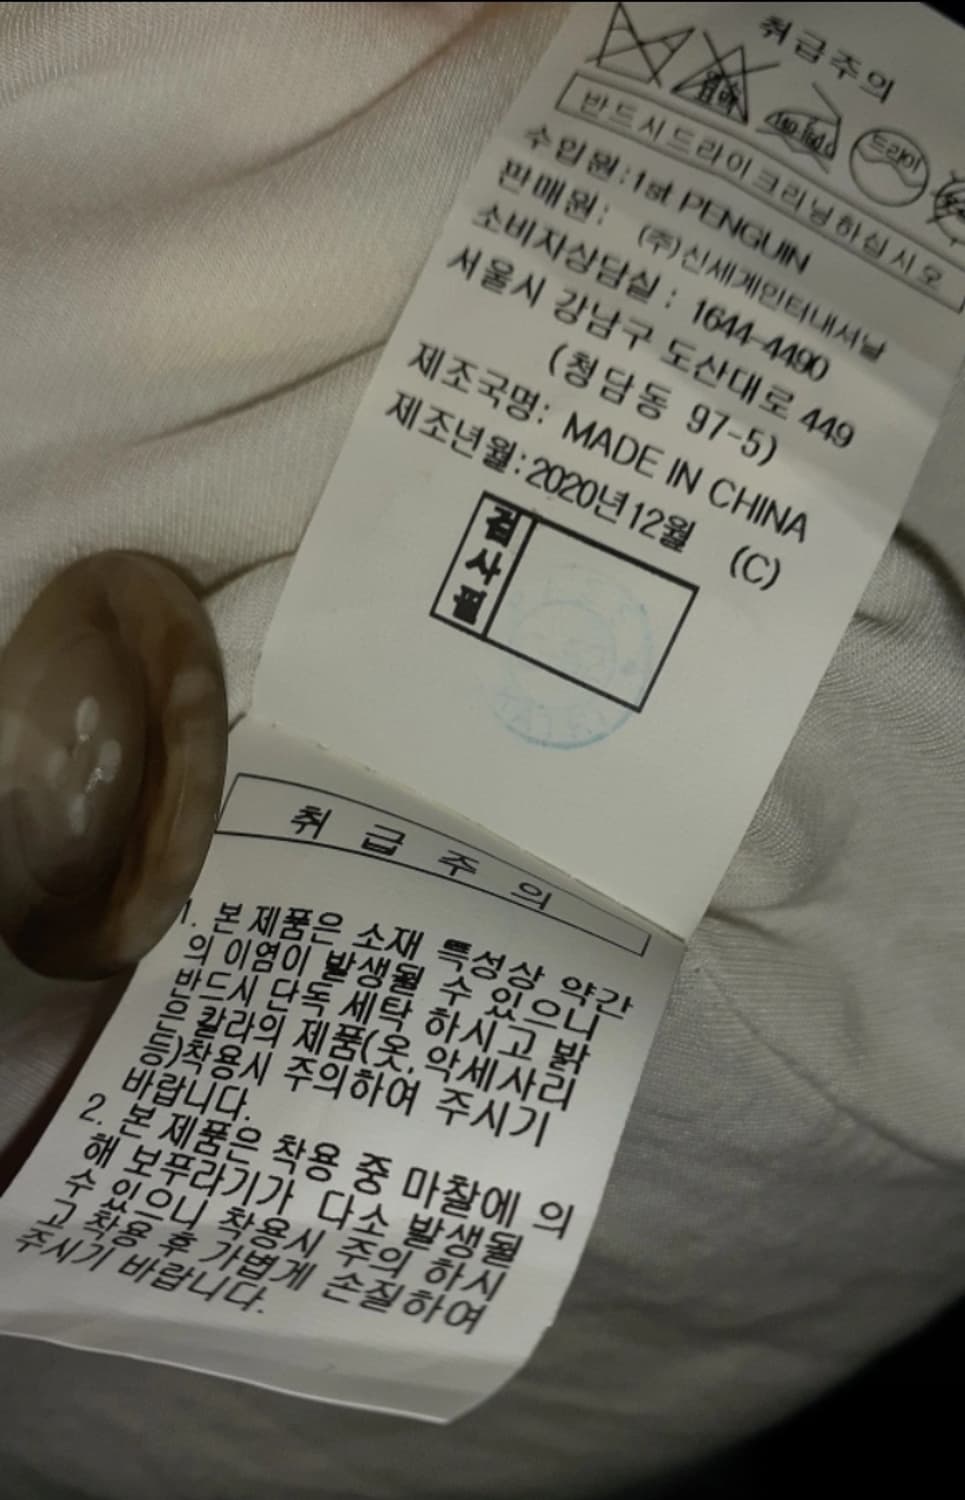 취급주의
염소
표백
180-160℃
드라이
반드시드라이크리닝하십시오
수입원:1st PENGUIN
판매원: (주)신세계인터내셔날
소비자상담실 : 1644-4490
서울시 강남구 도산대로 449
(청담동 97-5)
제조국명: MADE IN CHINA
제조년월:2020년12월 (C)
검사필
취급주의
1. 본 제품은 소재 특성상 약간
의 이염이 발생될 수 있으니
반드시 단독 세탁 하시고 밝
은 칼라의 제품(옷, 악세사리
등)착용시 주의하여 주시기
바랍니다.
2. 본 제품은 착용 중 마찰에 의
해 보푸라기가 다소 발생될
수 있으니 착용시 주의 하시
고 착용 후 가볍게 손질하여
주시기 바랍니다.